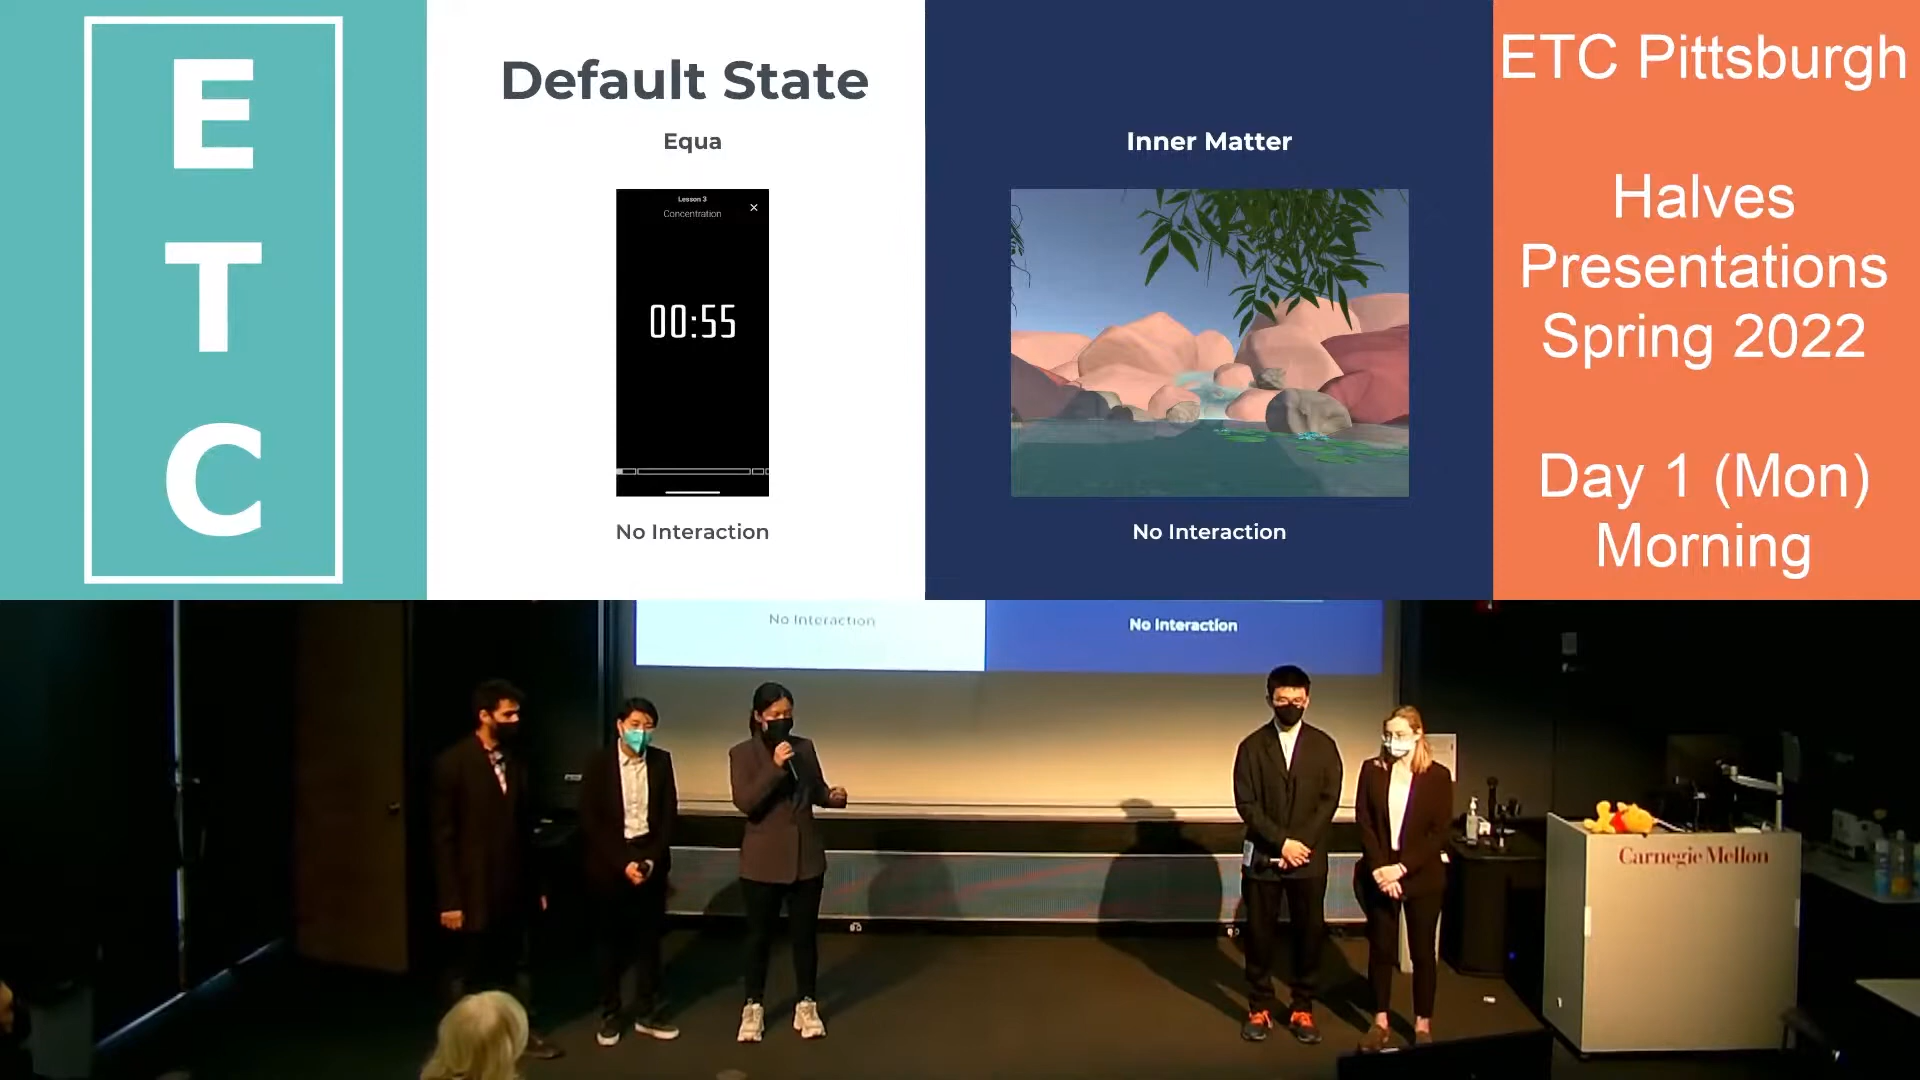 E
T
C
Default State
Equa
Lesson 3
Concentration
00:55
No Interaction
Inner Matter
No Interaction
ETC Pittsburgh
Halves
Presentations
Spring 2022
Day 1 (Mon)
Morning
No Interaction
No Interaction
Carnegie Mellon